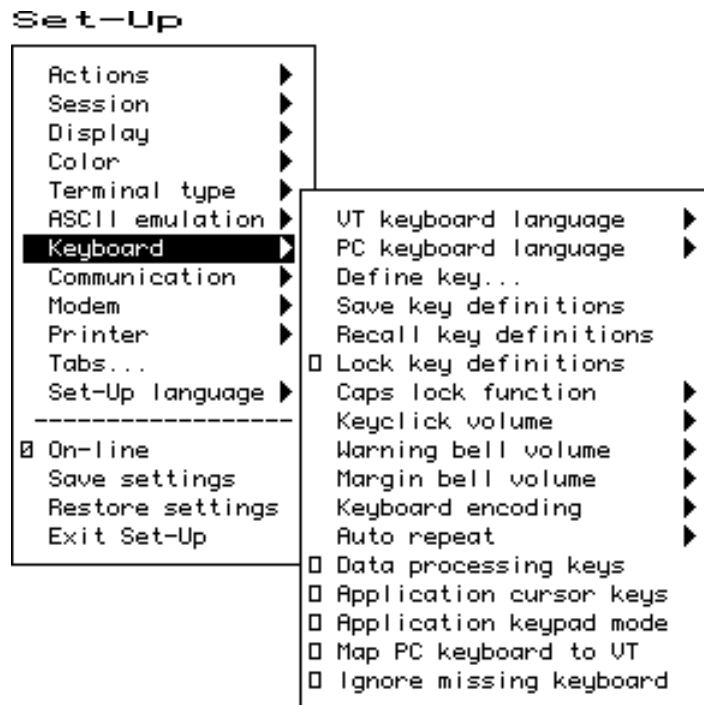 Set-Up
Actions
Session
Display
Color
Terminal type
ASCII emulation
Keyboard
Communication
Modem
Printer
Tabs...
Set-Up language
------------------
On-line
Save settings
Restore settings
Exit Set-Up
VT keyboard language
PC keyboard language
Define key...
Save key definitions
Recall key definitions
Lock key definitions
Caps lock function
Keyclick volume
Warning bell volume
Margin bell volume
Keyboard encoding
Auto repeat
Data processing keys
Application cursor keys
Application keypad mode
Map PC keyboard to VT
Ignore missing keyboard